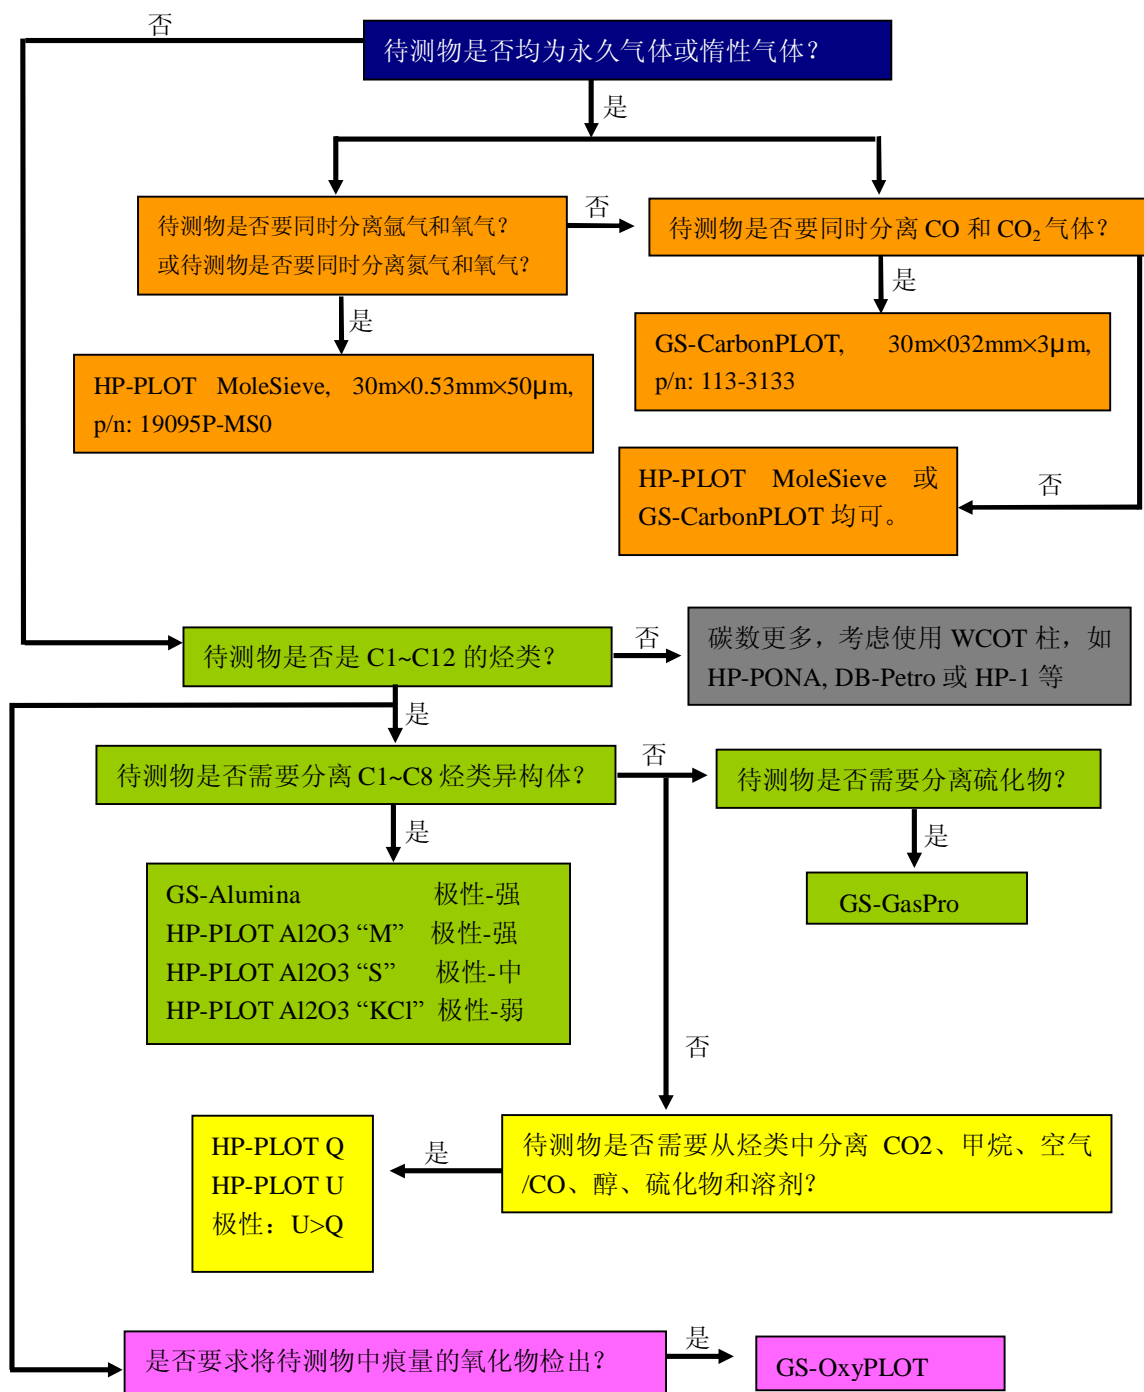 否
待测物是否均为永久气体或惰性气体？
是
待测物是否要同时分离氩气和氧气？
或待测物是否要同时分离氮气和氧气？
否
待测物是否要同时分离 CO 和 CO₂ 气体？
是
是
GS-CarbonPLOT, 30m×032mm×3μm,
p/n: 113-3133
HP-PLOT MoleSieve, 30m×0.53mm×50μm,
p/n: 19095P-MS0
HP-PLOT MoleSieve 或
GS-CarbonPLOT 均可。
否
待测物是否是 C1~C12 的烃类？
否
碳数更多，考虑使用 WCOT 柱，如
HP-PONA, DB-Petro 或 HP-1 等
是
待测物是否需要分离 C1~C8 烃类异构体？
否
待测物是否需要分离硫化物？
是
是
GS-Alumina 极性-强
HP-PLOT Al2O3 “M” 极性-强
HP-PLOT Al2O3 “S” 极性-中
HP-PLOT Al2O3 “KCl” 极性-弱
GS-GasPro
否
待测物是否需要从烃类中分离 CO2、甲烷、空气
/CO、醇、硫化物和溶剂？
是
HP-PLOT Q
HP-PLOT U
极性：U>Q
是否要求将待测物中痕量的氧化物检出？
是
GS-OxyPLOT